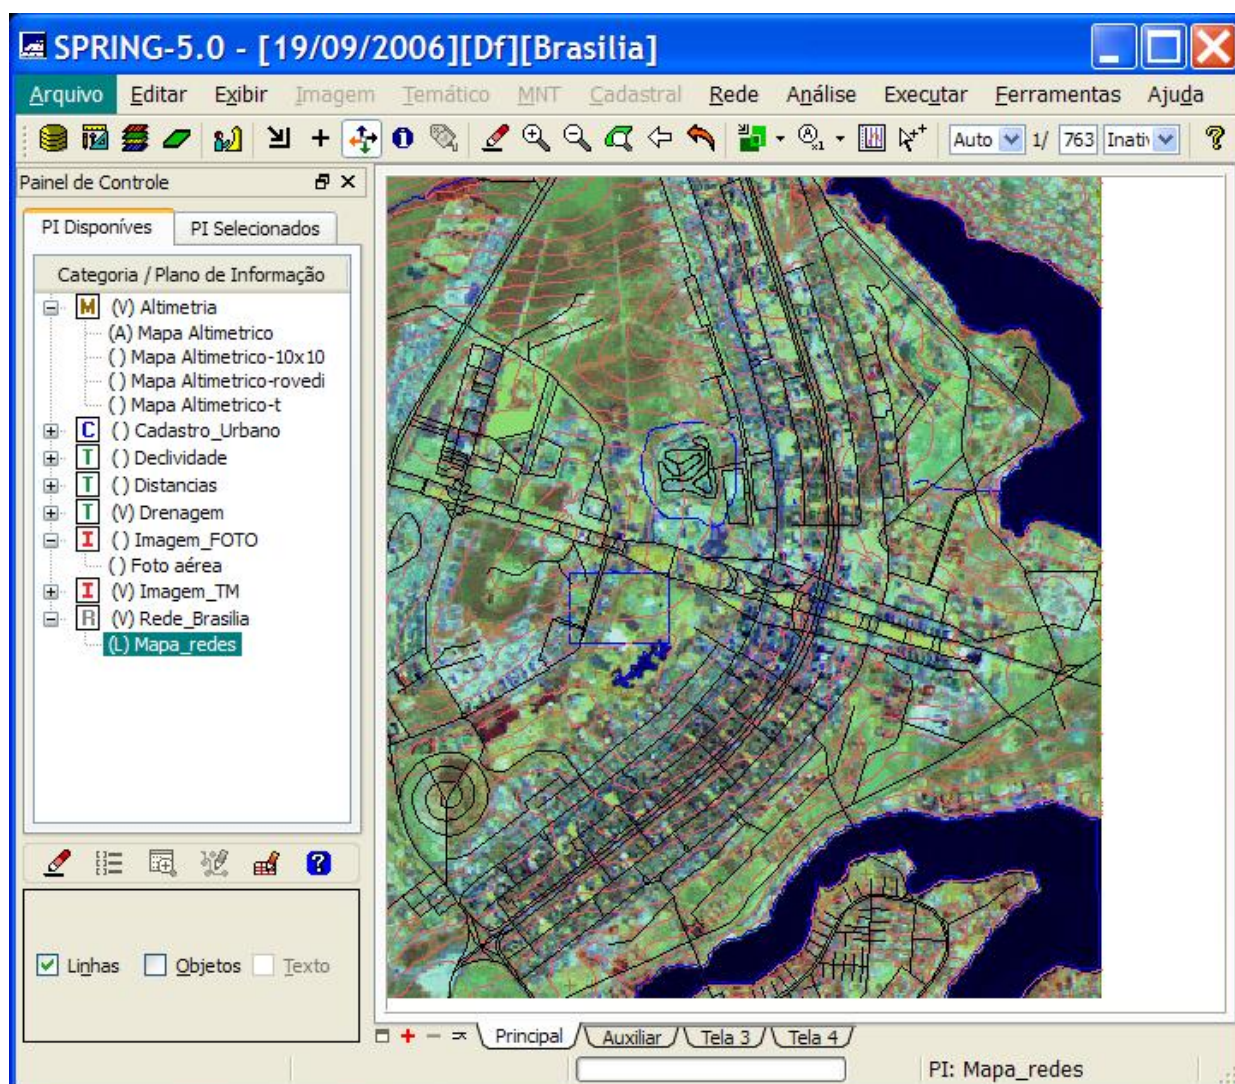 SPRING-5.0 - [19/09/2006][Df][Brasilia]
Arquivo Editar Exibir Imagem Temático MNT Cadastral Rede Análise Executar Ferramentas Ajuda
Auto 1/ 763 Inativ
Painel de Controle
PI Disponíves PI Selecionados
Categoria / Plano de Informação
M (V) Altimetria
(A) Mapa Altimetrico
( ) Mapa Altimetrico-10x10
( ) Mapa Altimetrico-rovedi
( ) Mapa Altimetrico-t
C ( ) Cadastro_Urbano
T ( ) Declividade
T ( ) Distancias
T (V) Drenagem
I ( ) Imagem_FOTO
( ) Foto aérea
I (V) Imagem_TM
R (V) Rede_Brasilia
(L) Mapa_redes
Linhas Objetos Texto
Principal Auxiliar Tela 3 Tela 4
PI: Mapa_redes